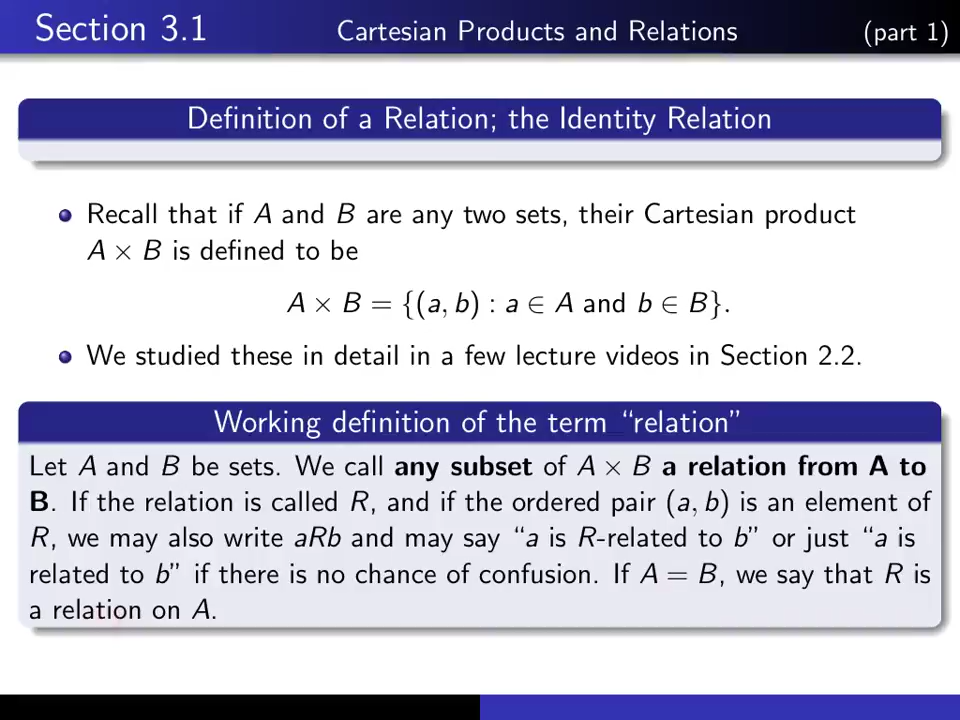 Section 3.1 Cartesian Products and Relations (part 1)
Definition of a Relation; the Identity Relation
Recall that if A and B are any two sets, their Cartesian product
A × B is defined to be
A × B = {(a, b) : a ∈ A and b ∈ B}.
We studied these in detail in a few lecture videos in Section 2.2.
Working definition of the term “relation”
Let A and B be sets. We call any subset of A × B a relation from A to
B. If the relation is called R, and if the ordered pair (a, b) is an element of
R, we may also write aRb and may say “a is R-related to b” or just “a is
related to b” if there is no chance of confusion. If A = B, we say that R is
a relation on A.